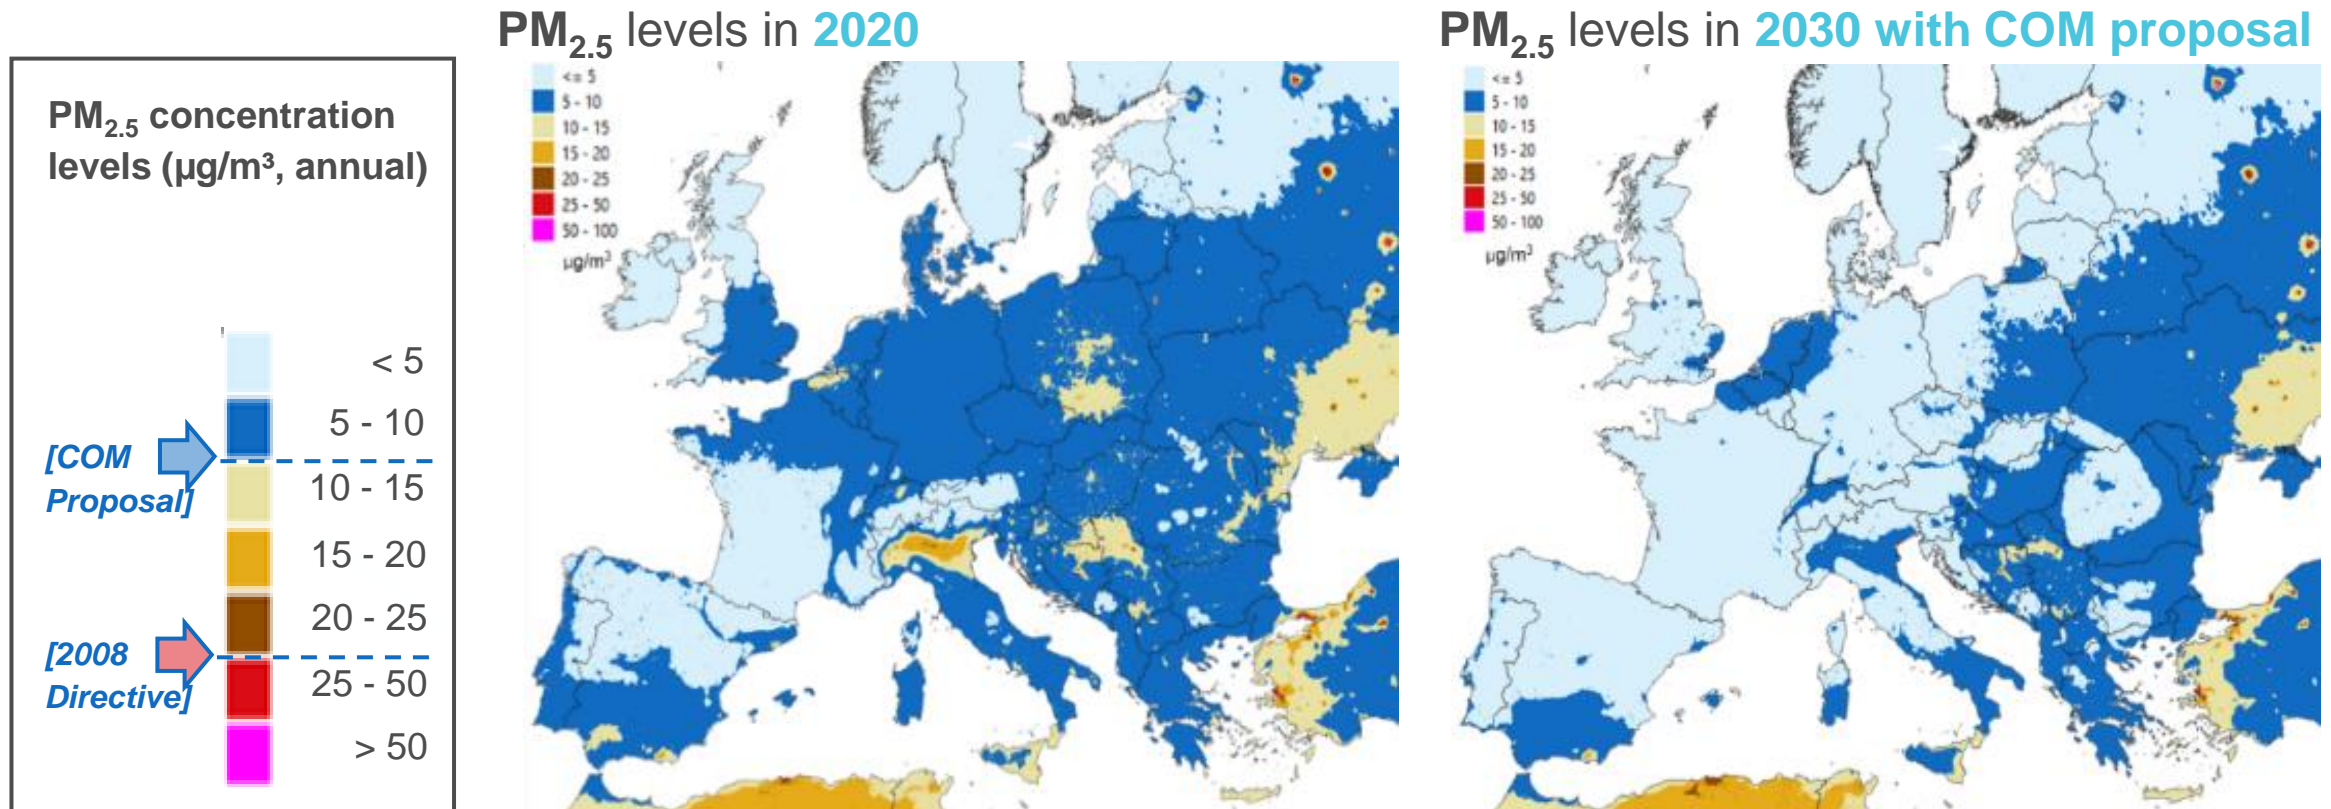 PM2.5 levels in 2020
PM2.5 levels in 2030 with COM proposal
PM2.5 concentration
levels (µg/m³, annual)
< 5
5 - 10
[COM
Proposal]
10 - 15
15 - 20
20 - 25
[2008
Directive]
25 - 50
> 50
<= 5
5 - 10
10 - 15
15 - 20
20 - 25
25 - 50
50 - 100
µg/m³
<= 5
5 - 10
10 - 15
15 - 20
20 - 25
25 - 50
50 - 100
µg/m³